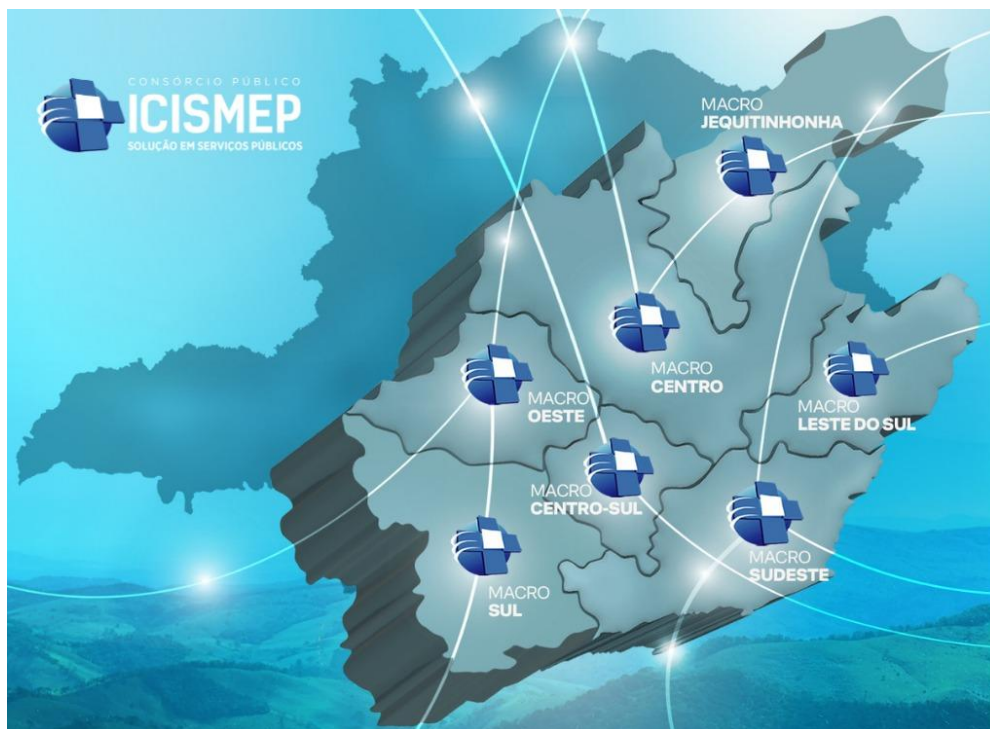 CONSÓRCIO PÚBLICO
ICISMEP
SOLUÇÃO EM SERVIÇOS PÚBLICOS
MACRO
JEQUITINHONHA
MACRO
CENTRO
MACRO
OESTE
MACRO
LESTE DO SUL
MACRO
CENTRO-SUL
MACRO
SUDESTE
MACRO
SUL